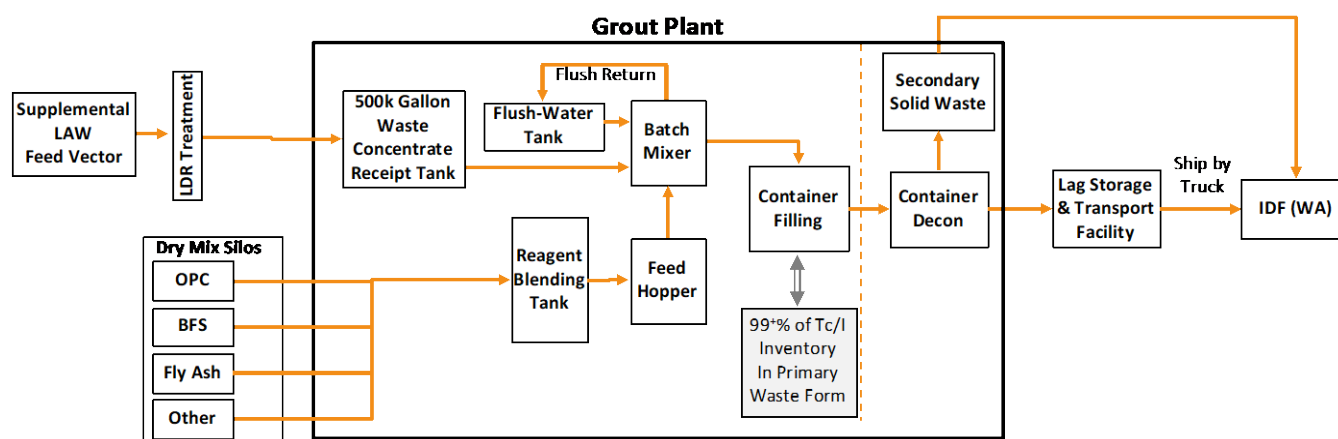 Grout Plant
Supplemental
LAW
Feed Vector
LDR Treatment
500k Gallon
Waste
Concentrate
Receipt Tank
Flush Return
Flush-Water
Tank
Batch
Mixer
Secondary
Solid Waste
Container
Filling
Container
Decon
Lag Storage
& Transport
Facility
Ship by
Truck
IDF (WA)
Dry Mix Silos
OPC
BFS
Fly Ash
Other
Reagent
Blending
Tank
Feed
Hopper
99⁺% of Tc/I
Inventory
In Primary
Waste Form